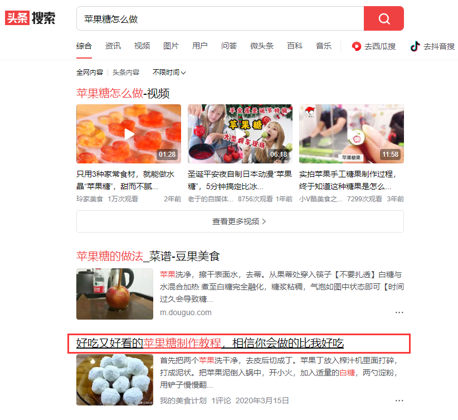 头条 搜索
苹果糖怎么做
综合 资讯 视频 图片 用户 问答 微头条 百科 音乐 去西瓜搜 去抖音搜
全网内容 头条内容 不限时间
苹果糖怎么做-视频
01:28 06:18 11:58
只用3种家常食材，就能做水晶“苹果糖”，甜而不腻...
玲家美食 1万次观看 2年前
圣诞平安夜自制日本动漫“苹果糖”，5分钟搞定比冰...
老于的自媒体... 8756次观看 1年前
实拍苹果手工糖果制作过程，终于知道这种糖果是怎么...
小V酷美食之... 7299次观看 3年前
查看更多视频 >
苹果糖的做法_菜谱-豆果美食
苹果洗净，擦干表面水，去蒂。从果蒂处穿入筷子【不要扎透】白糖与
水混合加热 煮至白糖完全融化，糖浆粘稠，气泡如图中状态即可【时间
过久会导致糖...
m.douguo.com
好吃又好看的苹果糖制作教程，相信你会做的比我好吃
首先把两个苹果洗干净，去皮后切成丁。苹果丁放入榨汁机里面打碎，
打成泥状。把苹果泥倒入锅中，开小火，加入适量的白糖，两勺淀粉，
用铲子慢慢翻...
我的美食计划 1评论 2020年3月15日